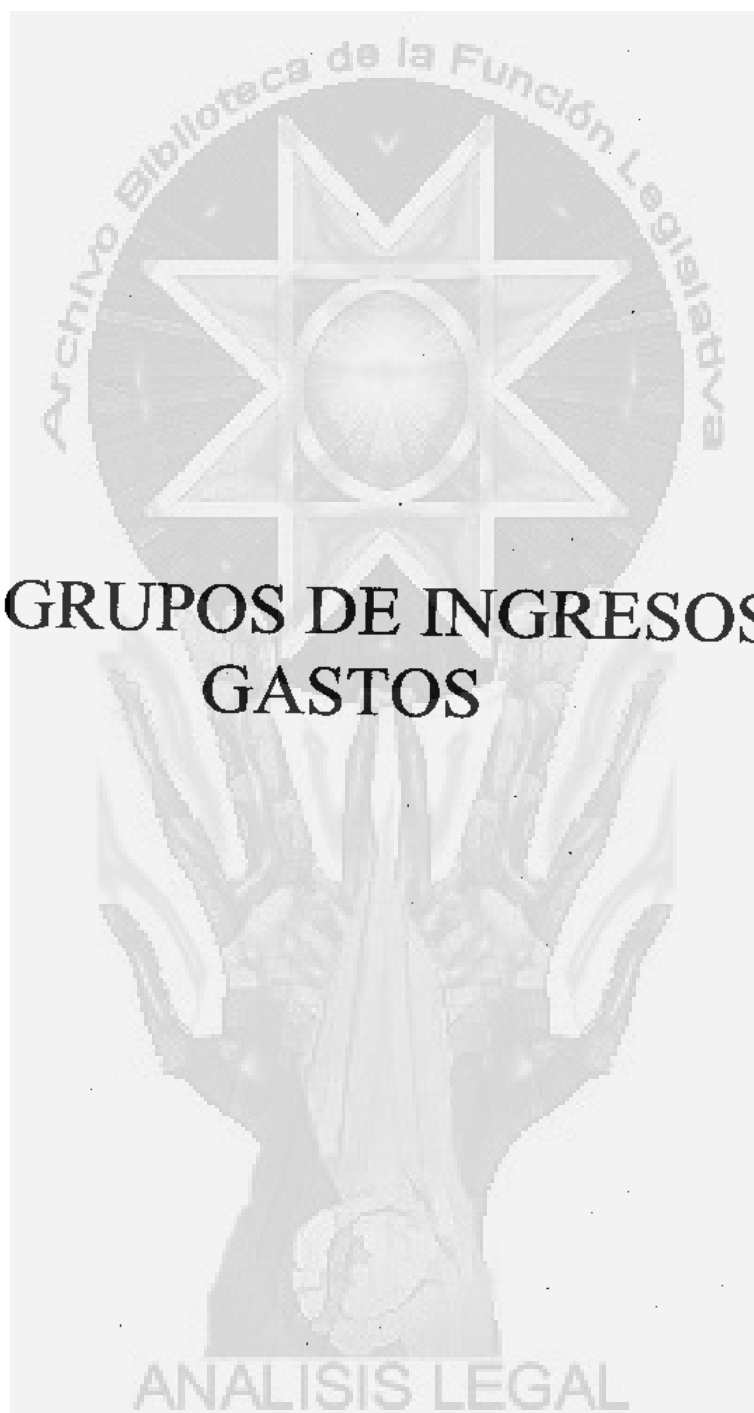 Archivo Biblioteca de la Función Legislativa
GRUPOS DE INGRESOS
GASTOS
ANALISIS LEGAL